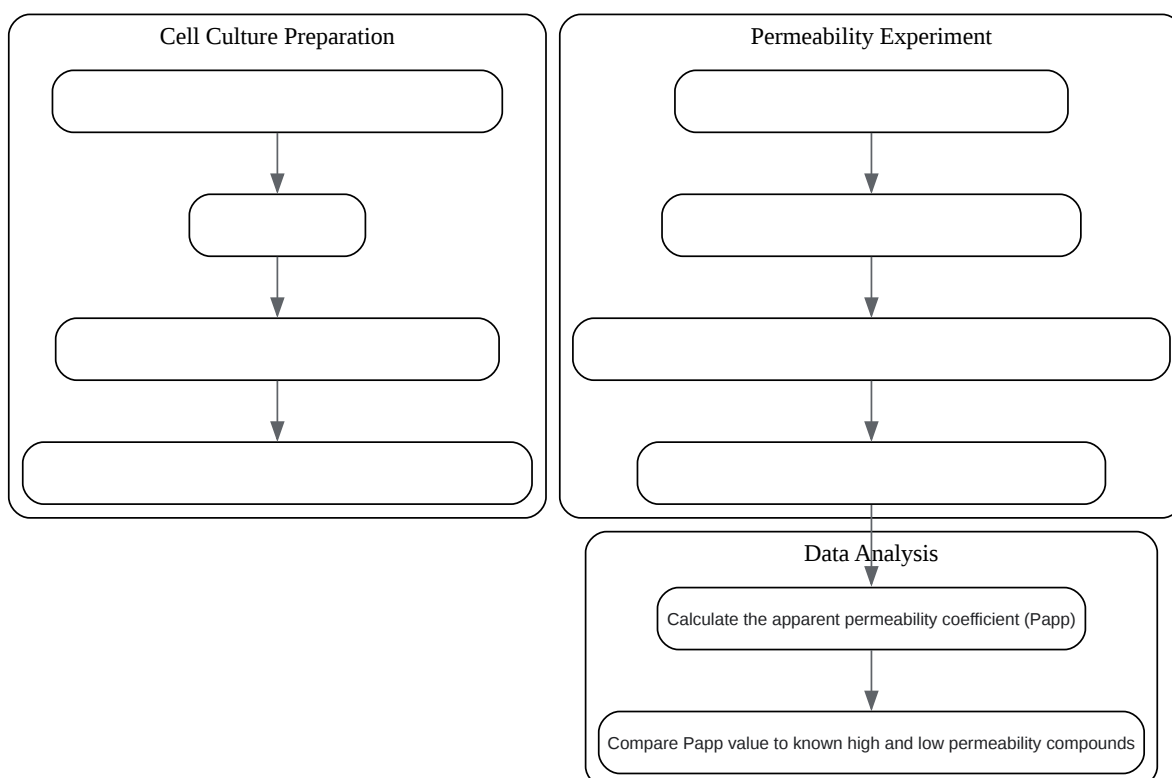 Cell Culture Preparation
Permeability Experiment
Data Analysis
Calculate the apparent permeability coefficient (Papp)
Compare Papp value to known high and low permeability compounds